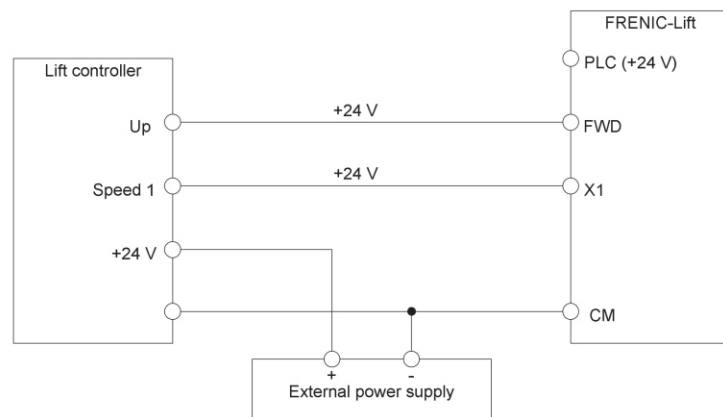 FRENIC-Lift
Lift controller
PLC (+24 V)
+24 V
Up
FWD
+24 V
Speed 1
X1
+24 V
CM
+
-
External power supply